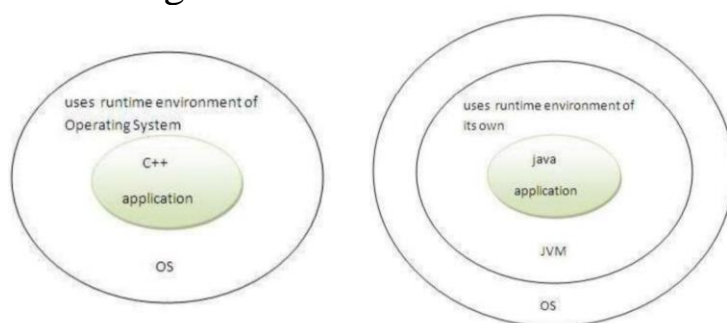 uses runtime environment of
Operating System
C++
application
OS
uses runtime environment of
its own
java
application
JVM
OS